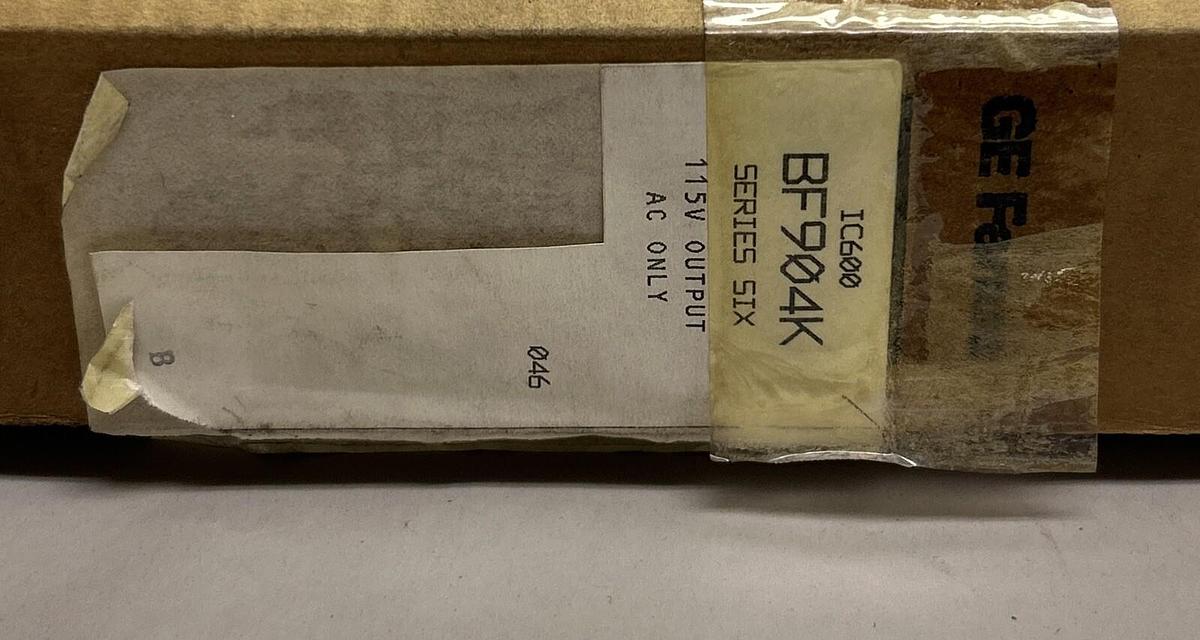 GE Fa
IC600
BF904K
SERIES SIX
115V OUTPUT
AC ONLY
046
B